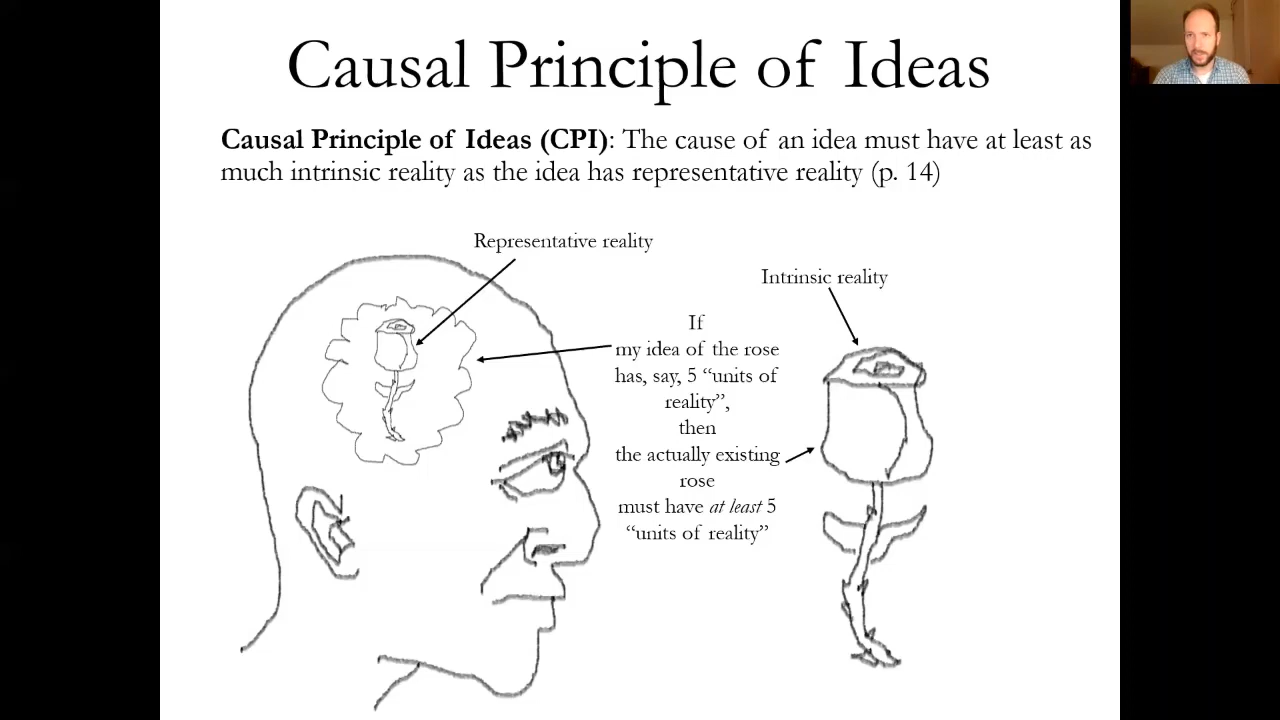 Causal Principle of Ideas
Causal Principle of Ideas (CPI): The cause of an idea must have at least as
much intrinsic reality as the idea has representative reality (p. 14)
Representative reality
Intrinsic reality
If
my idea of the rose
has, say, 5 “units of
reality”,
then
the actually existing
rose
must have at least 5
“units of reality”